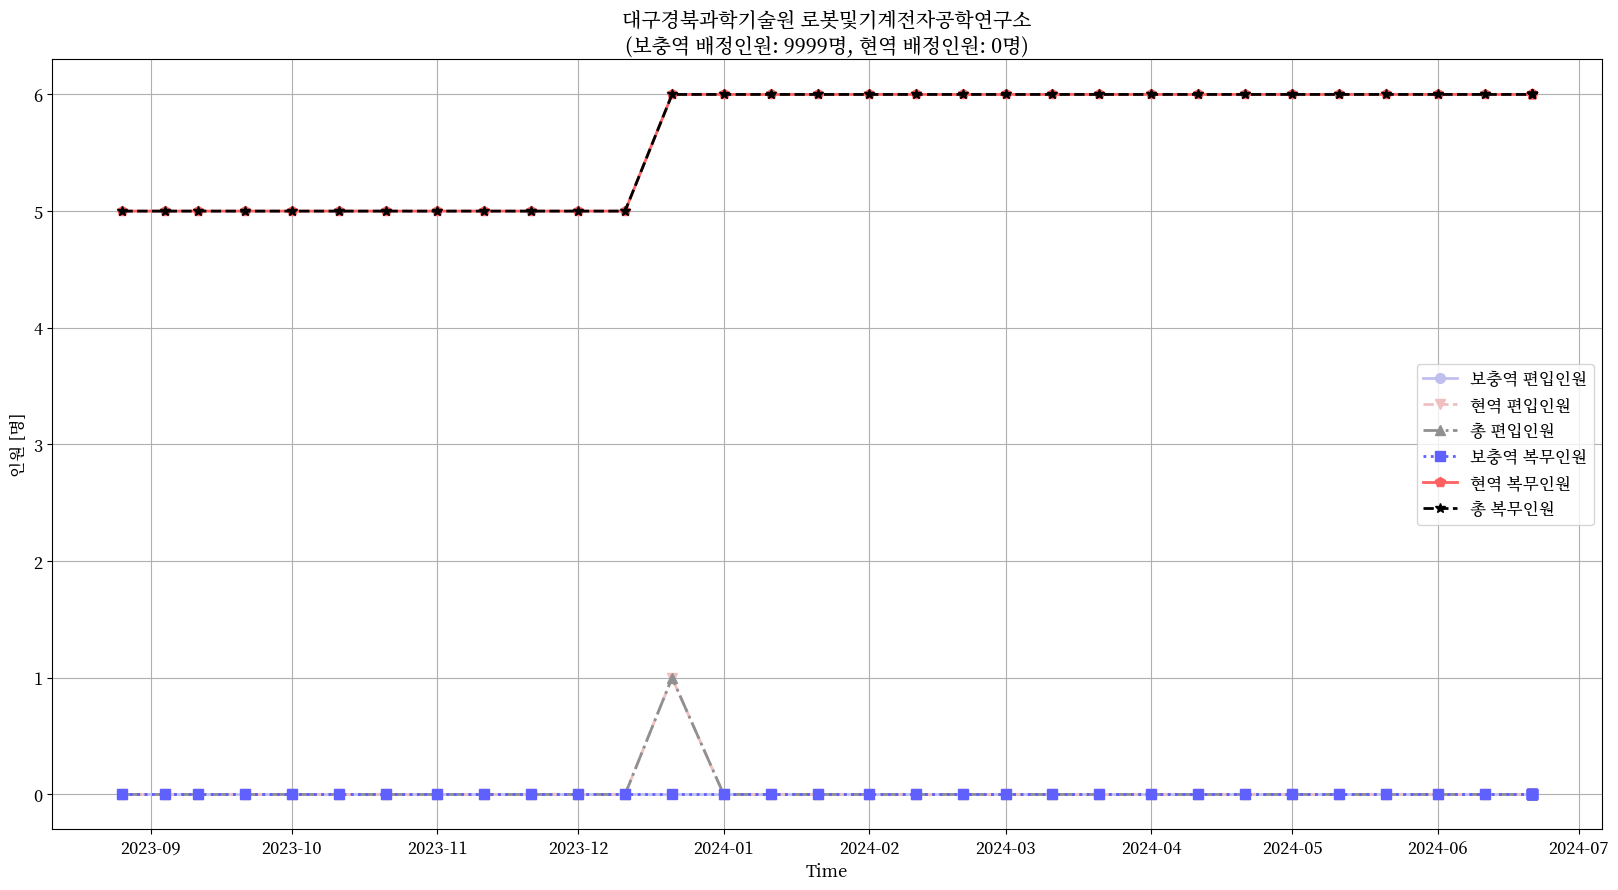 대구경북과학기술원 로봇및기계전자공학연구소
(보충역 배정인원: 9999명, 현역 배정인원: 0명)
6
5
4
3
2
1
0
인원 [명]
보충역 편입인원
현역 편입인원
총 편입인원
보충역 복무인원
현역 복무인원
총 복무인원
2023-09 2023-10 2023-11 2023-12 2024-01 2024-02 2024-03 2024-04 2024-05 2024-06 2024-07
Time